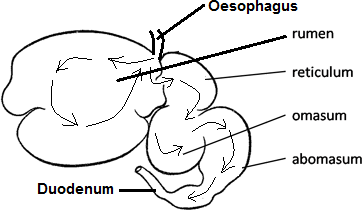 Oesophagus
rumen
reticulum
omasum
abomasum
Duodenum